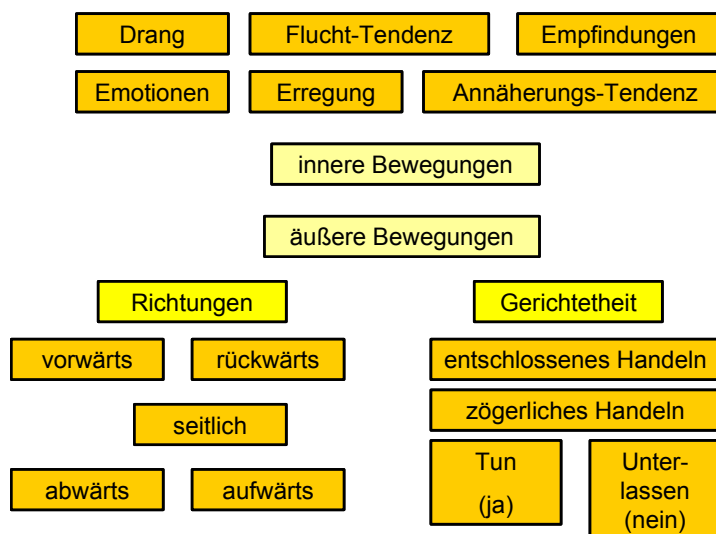 Drang
Flucht-Tendenz
Empfindungen
Emotionen
Erregung
Annäherungs-Tendenz
innere Bewegungen
äußere Bewegungen
Richtungen
Gerichtetheit
vorwärts
rückwärts
entschlossenes Handeln
zögerliches Handeln
seitlich
abwärts
aufwärts
Tun
(ja)
Unter-
lassen
(nein)